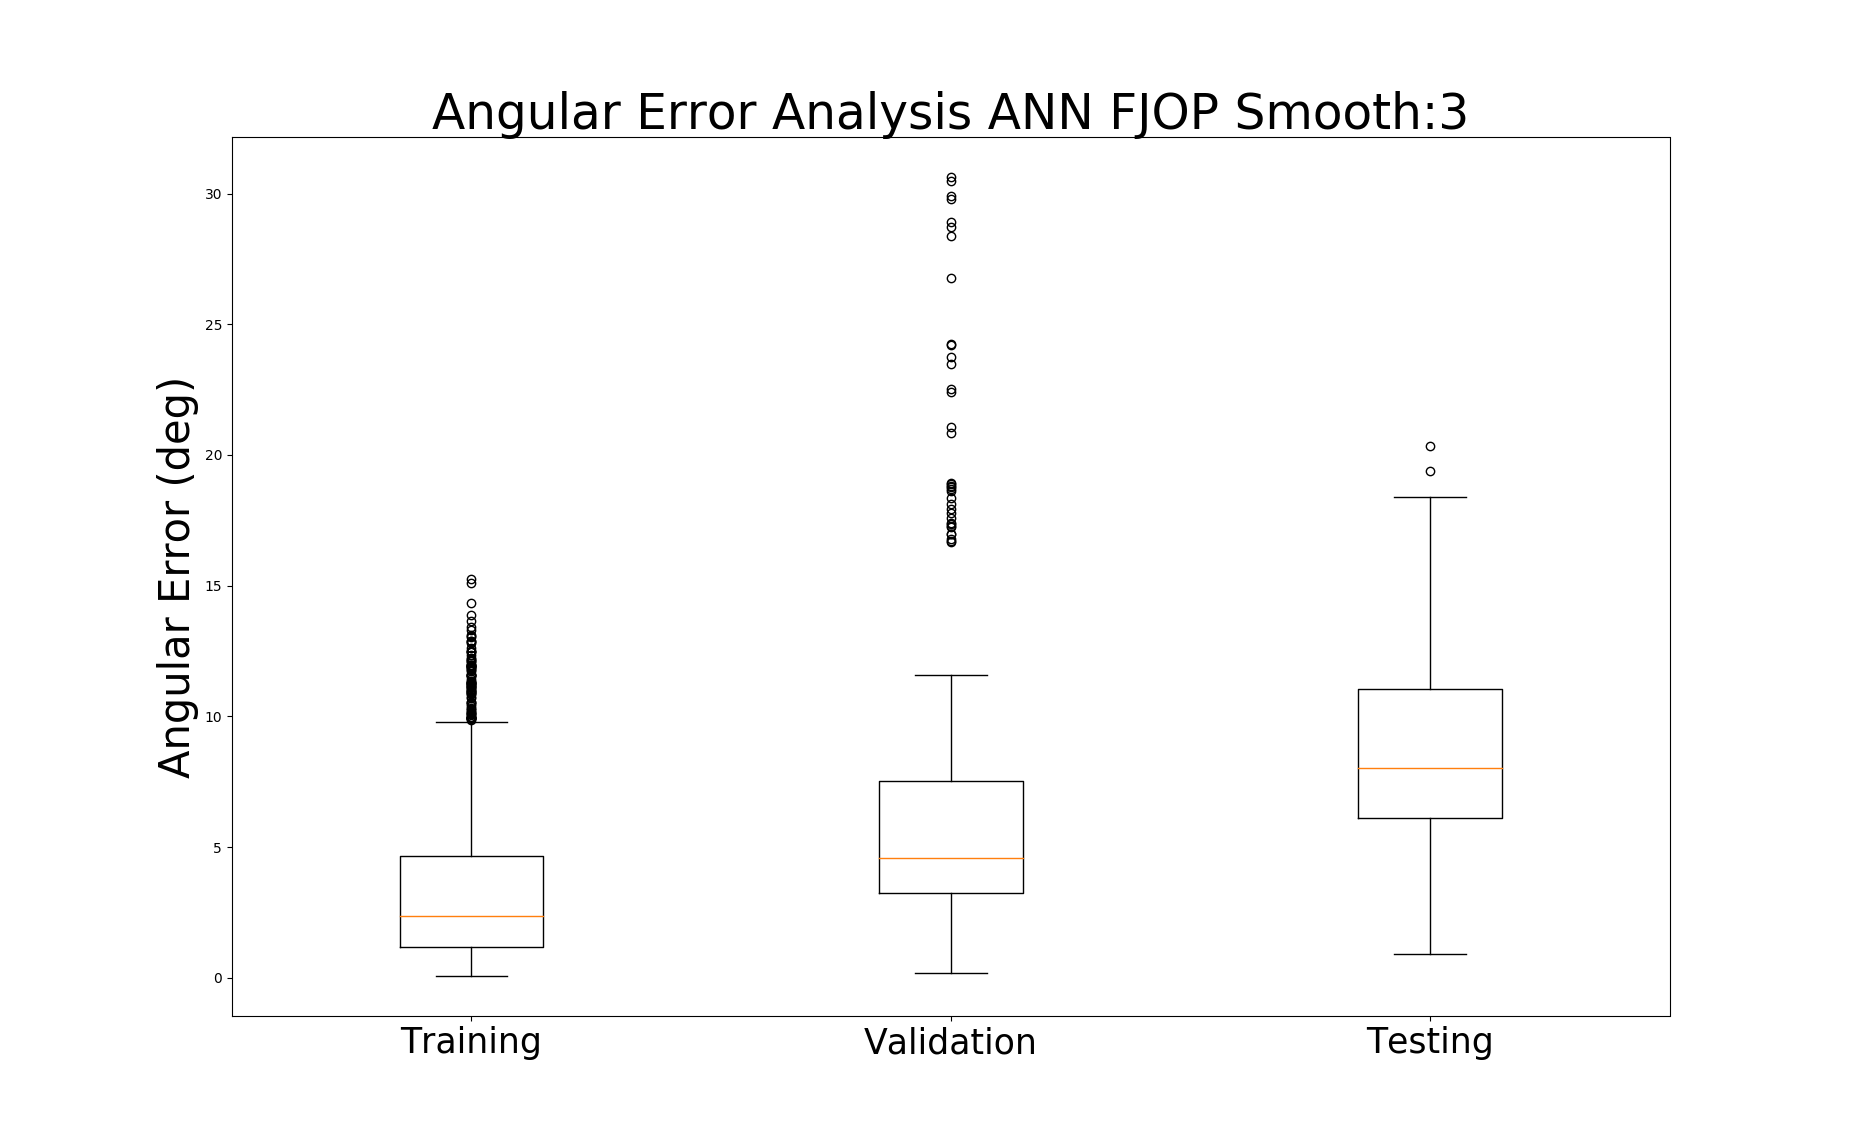 Angular Error Analysis ANN FJOP Smooth:3
Angular Error (deg)
30
25
20
15
10
5
0
Training Validation Testing